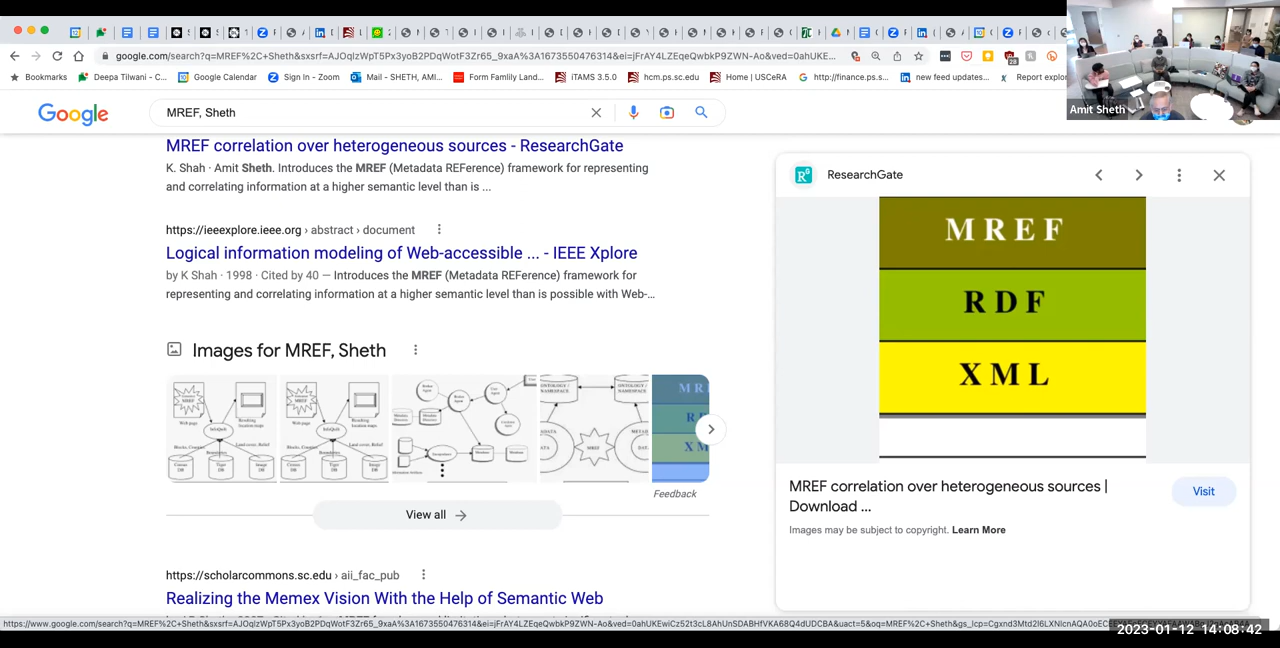 google.com/search?q=MREF%2C+Sheth&sxsrf=AJOqlzWpT5Px3yoB2PDqWotF3Zr65_9xaA%3A1673550476314&ei=jFrAY4LZEqeQwbkP9ZWN-Ao&ved=0ahUKE...
Bookmarks
Deepa Tilwani - C...
Google Calendar
Sign In - Zoom
Mail - SHETH, AMI...
Form Famlily Land...
iTAMS 3.5.0
hcm.ps.sc.edu
Home | USCeRA
http://finance.ps...
new feed updates...
Report explor
Amit Sheth
Google
MREF, Sheth
MREF correlation over heterogeneous sources - ResearchGate
K. Shah · Amit Sheth. Introduces the MREF (Metadata REFerence) framework for representing
and correlating information at a higher semantic level than is ...
https://ieeexplore.ieee.org › abstract › document
Logical information modeling of Web-accessible ... - IEEE Xplore
by K Shah · 1998 · Cited by 40 — Introduces the MREF (Metadata REFerence) framework for
representing and correlating information at a higher semantic level than is possible with Web-...
Images for MREF, Sheth
Feedback
View all
https://scholarcommons.sc.edu › aii_fac_pub
Realizing the Memex Vision With the Help of Semantic Web
ResearchGate
MREF
RDF
XML
MREF correlation over heterogeneous sources |
Download ...
Visit
Images may be subject to copyright. Learn More
2023-01-12 14:08:42